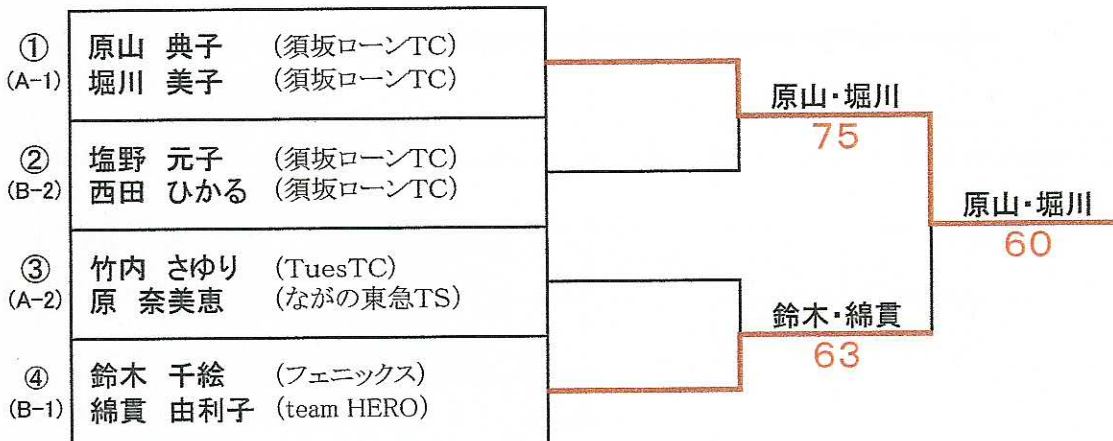 ① 原山 典子 (須坂ローンTC)
(A-1) 堀川 美子 (須坂ローンTC)
② 塩野 元子 (須坂ローンTC)
(B-2) 西田 ひかる (須坂ローンTC)
③ 竹内 さゆり (TuesTC)
(A-2) 原 奈美恵 (ながの東急TS)
④ 鈴木 千絵 (フェニックス)
(B-1) 綿貫 由利子 (team HERO)
原山・堀川
75
鈴木・綿貫
63
原山・堀川
60